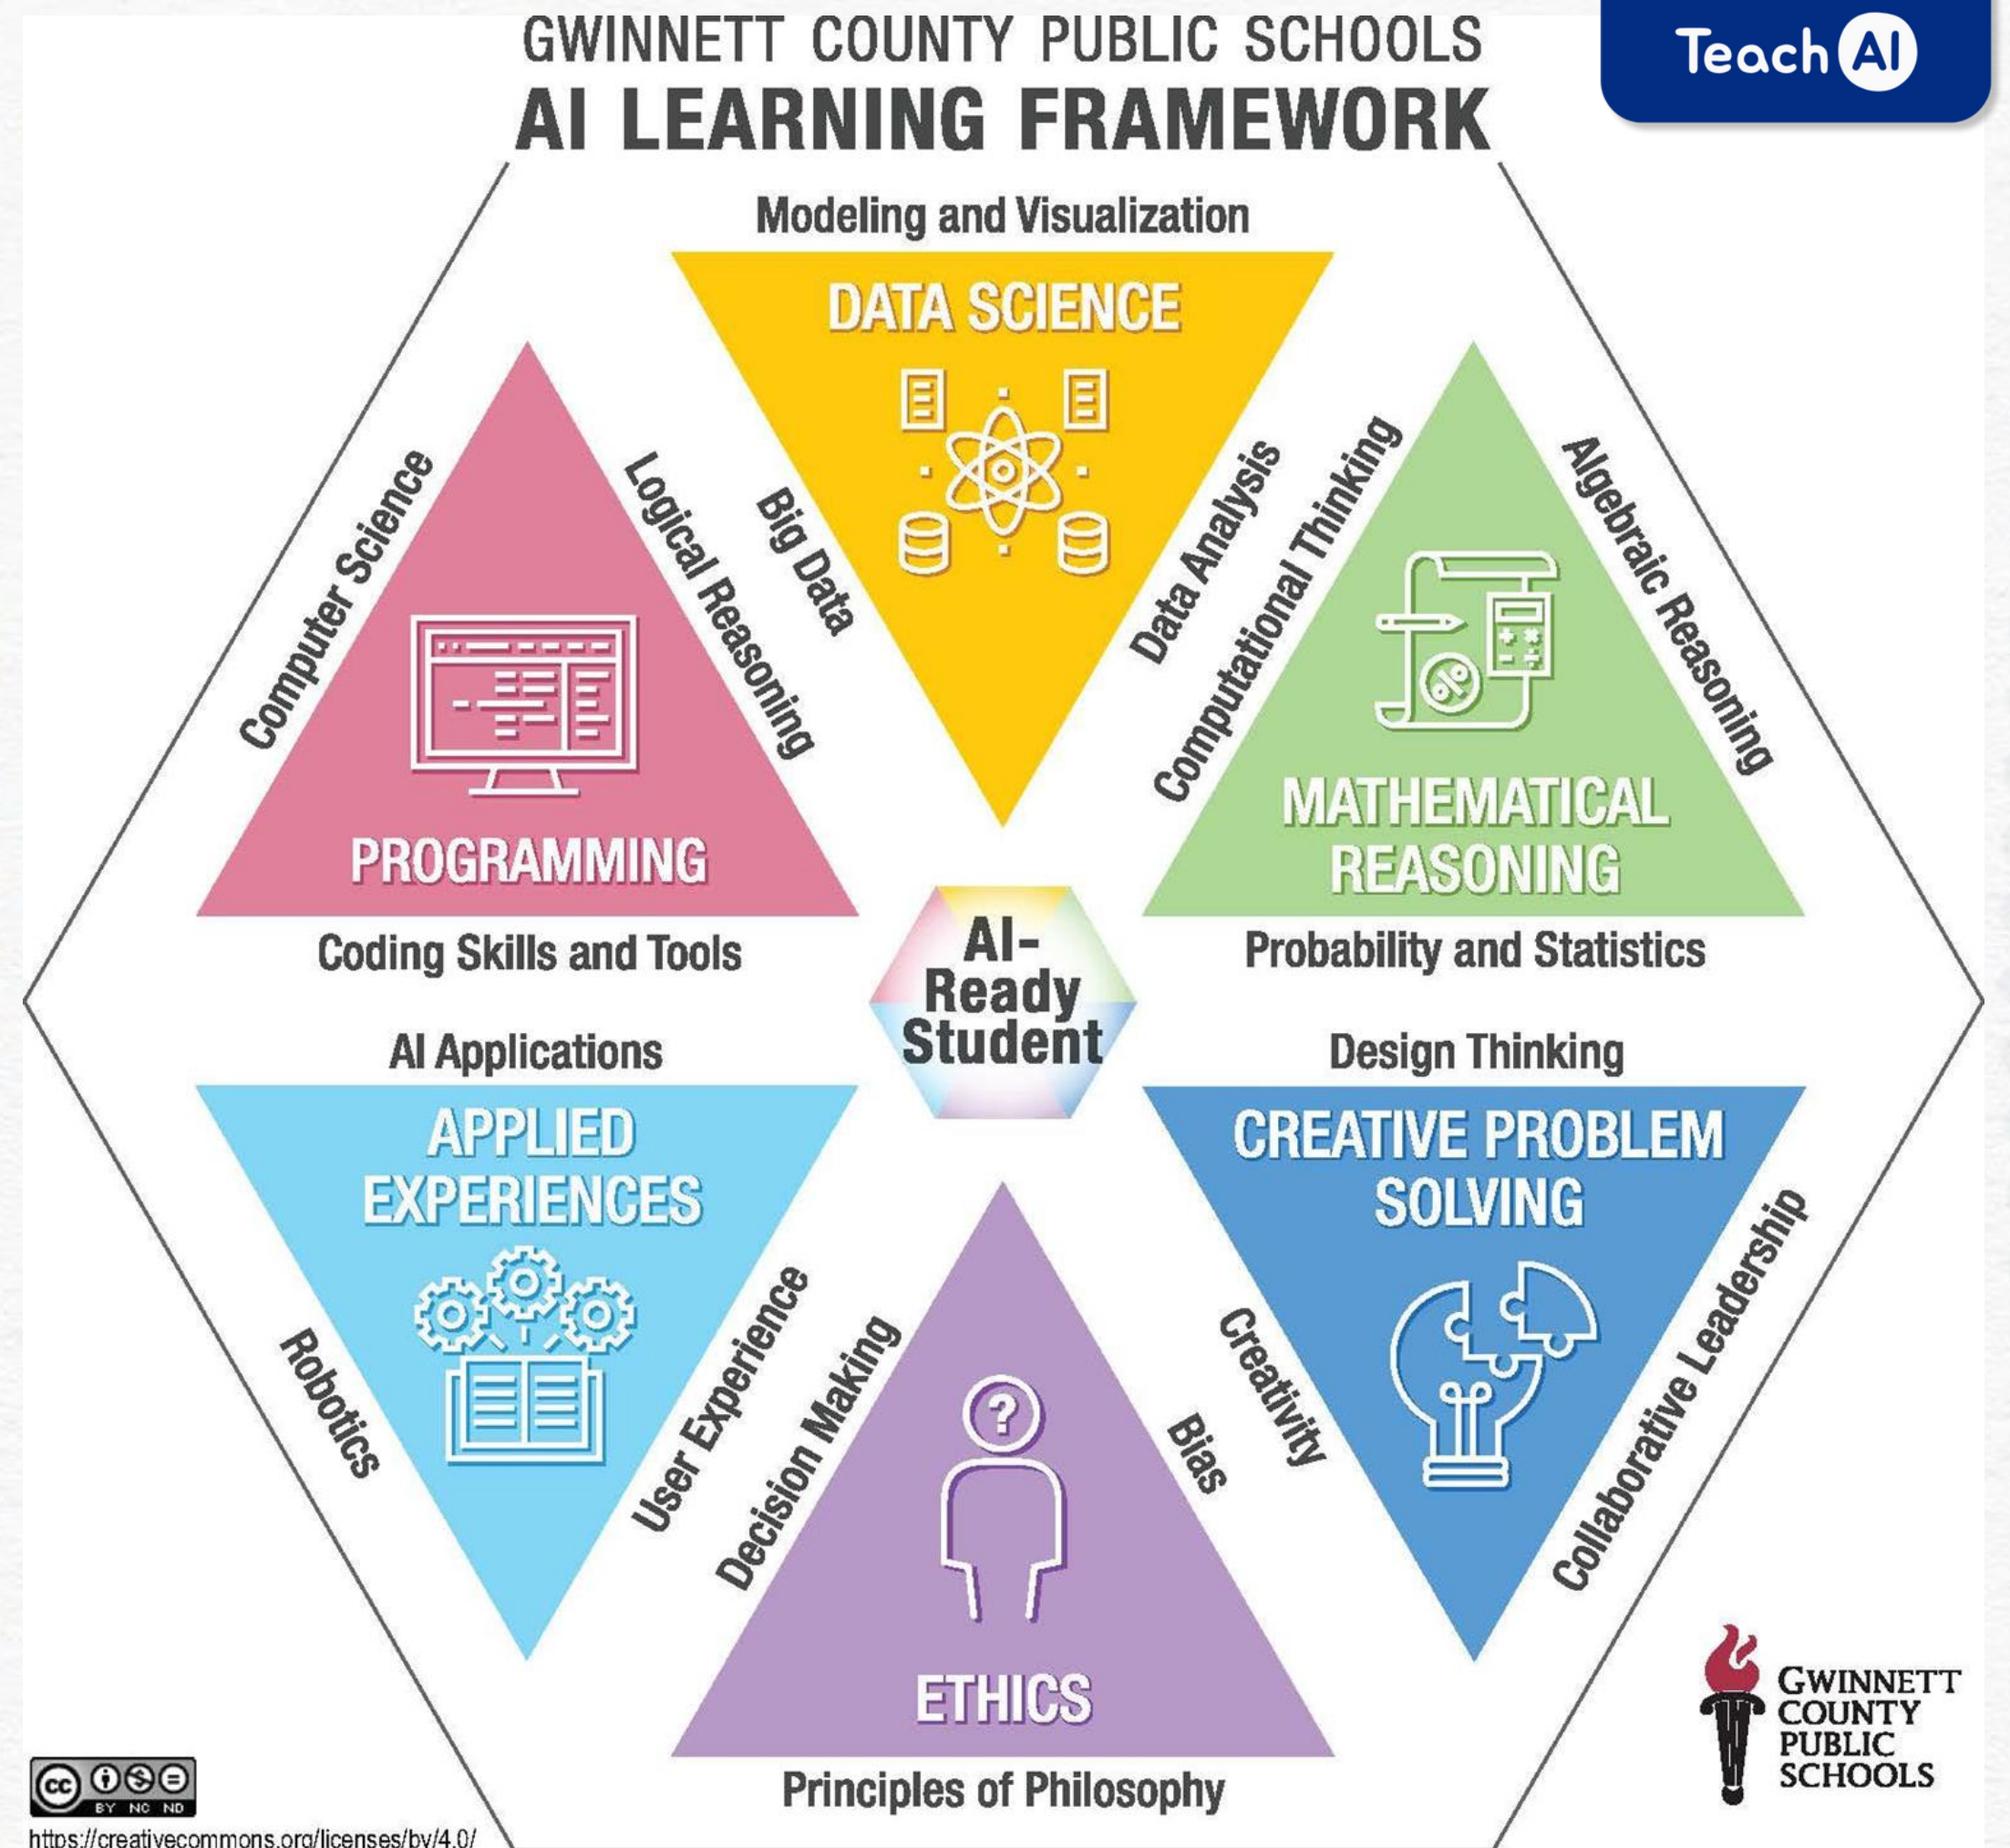 GWINNETT COUNTY PUBLIC SCHOOLS
AI LEARNING FRAMEWORK
Teach AI
Modeling and Visualization
DATA SCIENCE
Big Data
Data Analysis
Computer Science
Logical Reasoning
PROGRAMMING
Coding Skills and Tools
Computational Thinking
Algebraic Reasoning
MATHEMATICAL
REASONING
Probability and Statistics
AI-
Ready
Student
AI Applications
APPLIED
EXPERIENCES
Robotics
User Experience
Design Thinking
CREATIVE PROBLEM
SOLVING
Creativity
Collaborative Leadership
Decision Making
Bias
?
ETHICS
Principles of Philosophy
GWINNETT
COUNTY
PUBLIC
SCHOOLS
cc
BY NC ND
https://creativecommons.org/licenses/by/4.0/